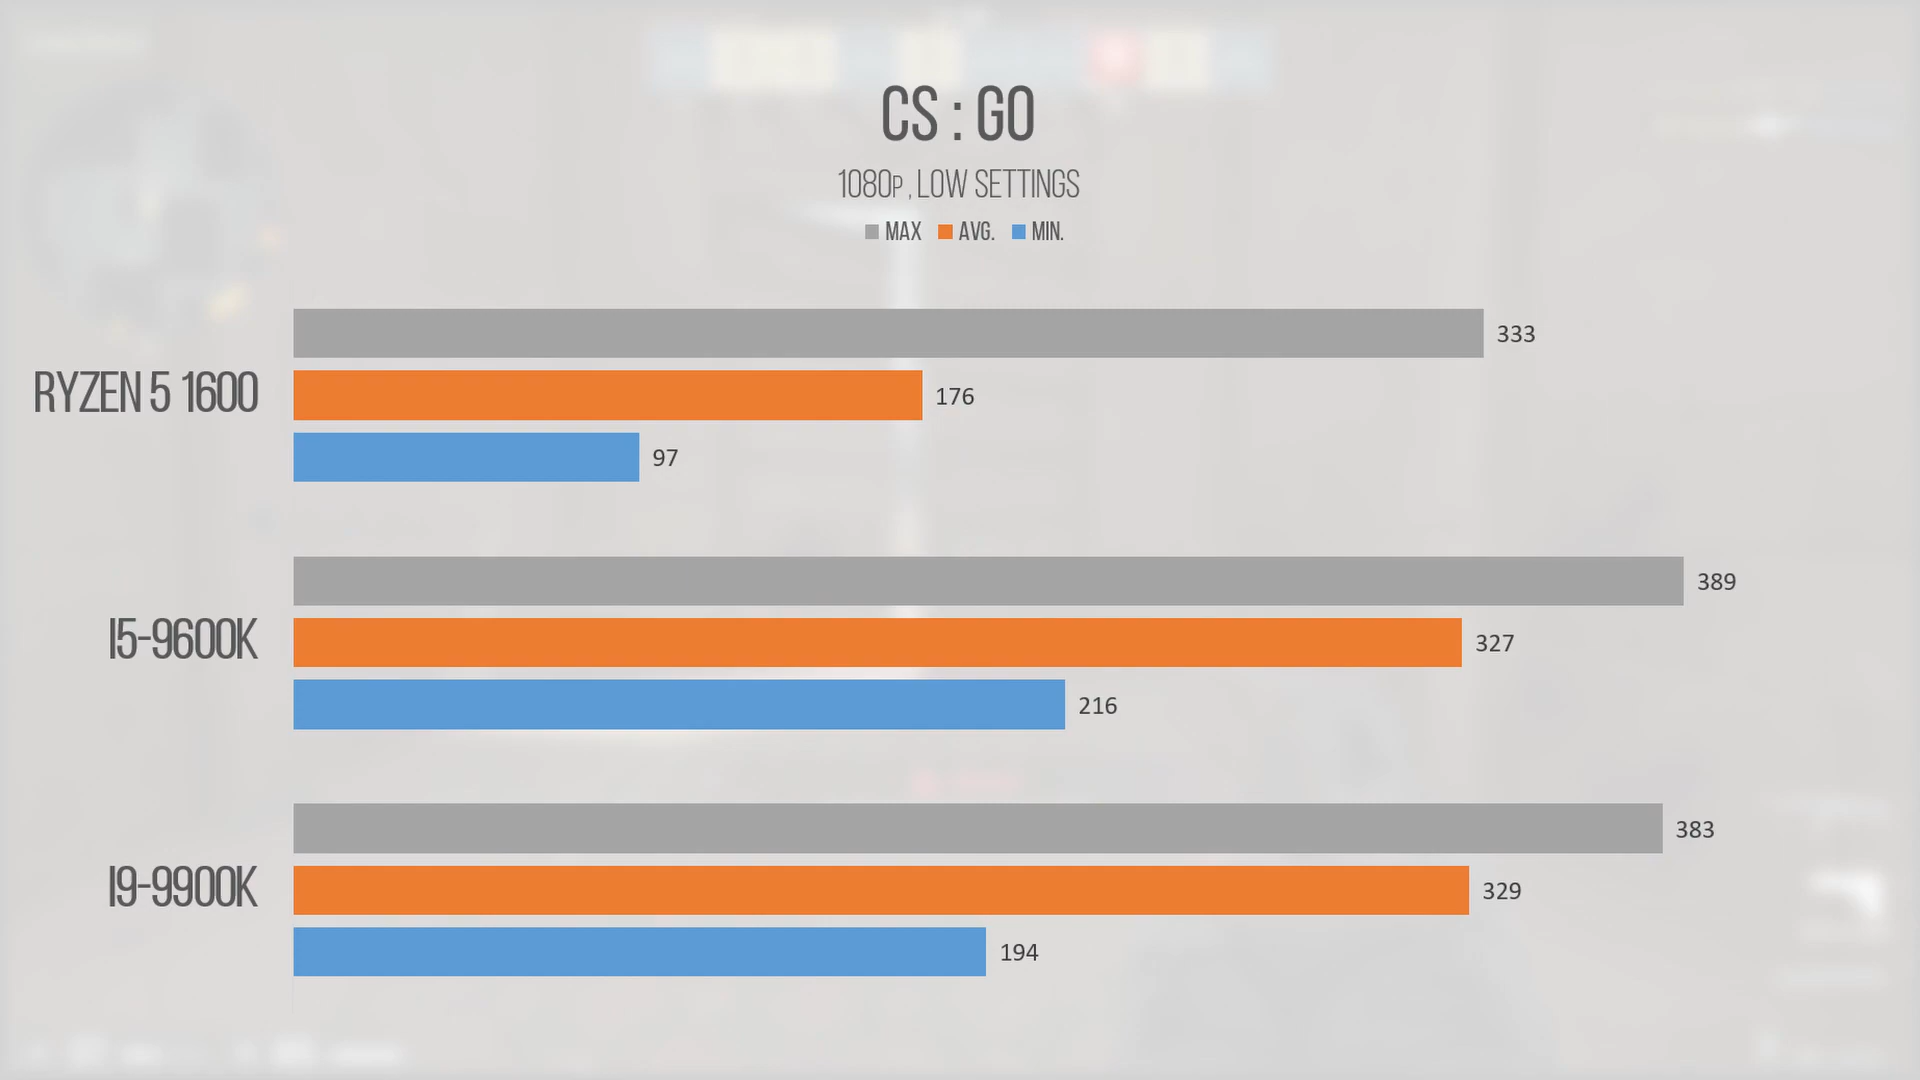 CS : GO
1080P, LOW SETTINGS
MAX AVG. MIN.
333
RYZEN 5 1600
176
97
389
I5-9600K
327
216
383
I9-9900K
329
194